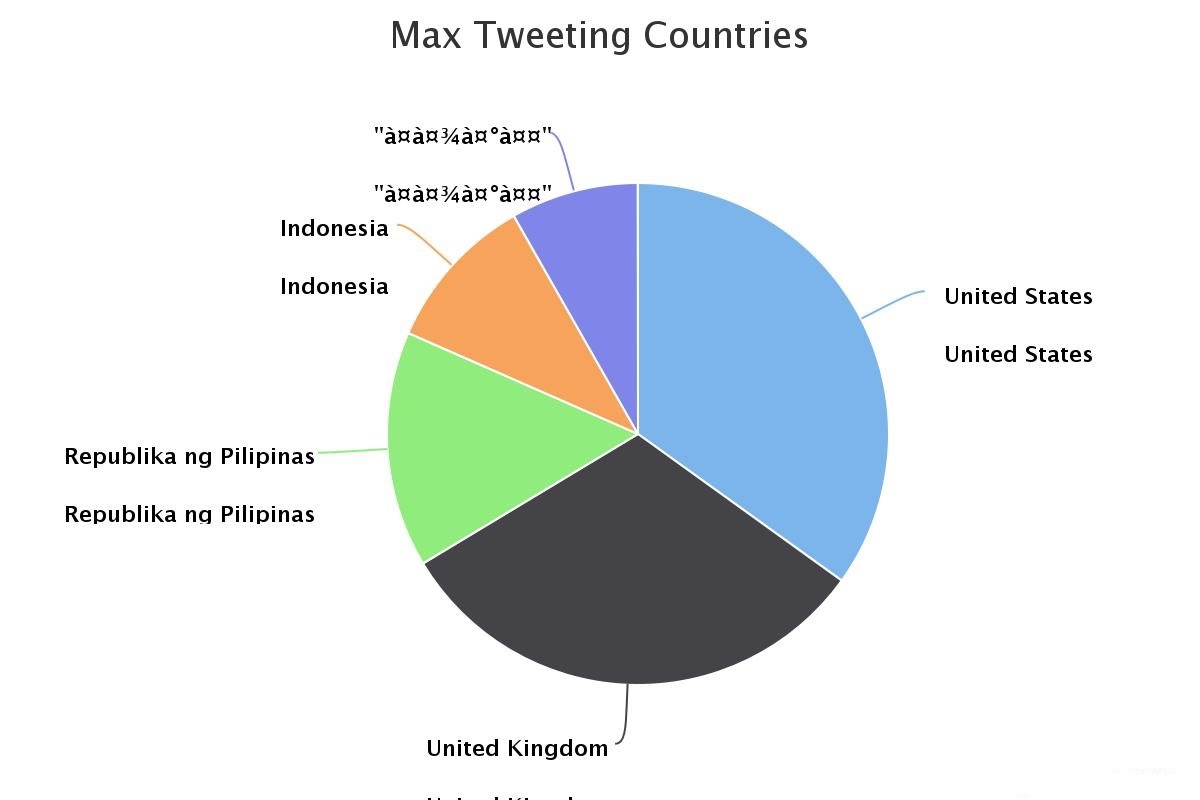 Max Tweeting Countries
"à¤à¤¾à¤°à¤¤"
"à¤à¤¾à¤°à¤¤"
Indonesia
Indonesia
United States
United States
Republika ng Pilipinas
Republika ng Pilipinas
United Kingdom